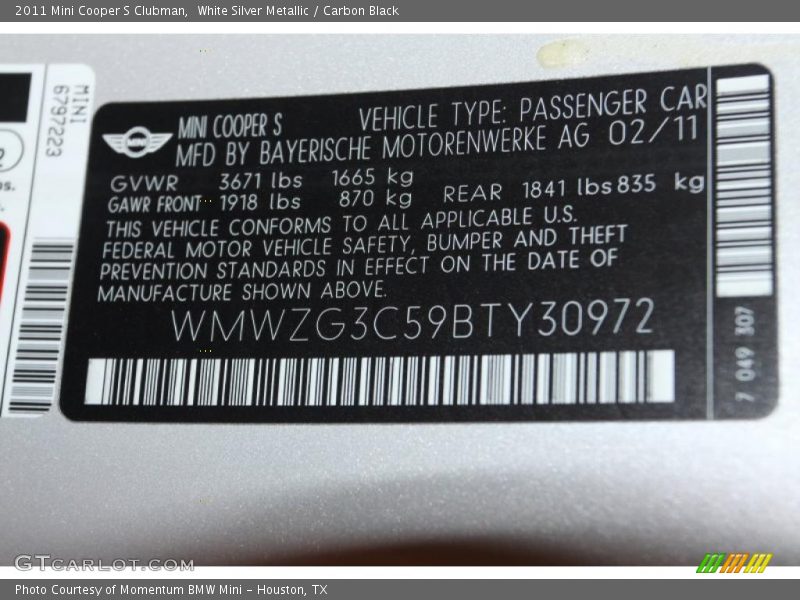 2011 Mini Cooper S Clubman, White Silver Metallic / Carbon Black
MINI
6797223
MINI
MINI COOPER S VEHICLE TYPE: PASSENGER CAR
MFD BY BAYERISCHE MOTORENWERKE AG 02/11
GVWR 3671 lbs 1665 kg
GAWR FRONT 1918 lbs 870 kg REAR 1841 lbs 835 kg
THIS VEHICLE CONFORMS TO ALL APPLICABLE U.S.
FEDERAL MOTOR VEHICLE SAFETY, BUMPER AND THEFT
PREVENTION STANDARDS IN EFFECT ON THE DATE OF
MANUFACTURE SHOWN ABOVE.
WMWZG3C59BTY30972
7 049 307
GTCARLOT.COM
Photo Courtesy of Momentum BMW Mini - Houston, TX